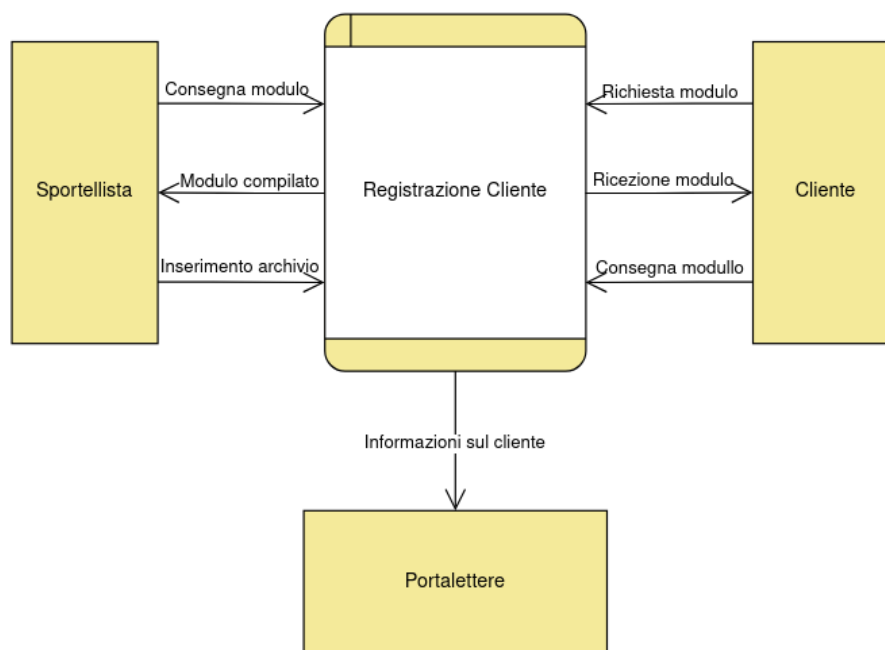 Consegna modulo
Richiesta modulo
Sportellista
Modulo compilato
Registrazione Cliente
Ricezione modulo
Cliente
Inserimento archivio
Consegna modullo
Informazioni sul cliente
Portalettere